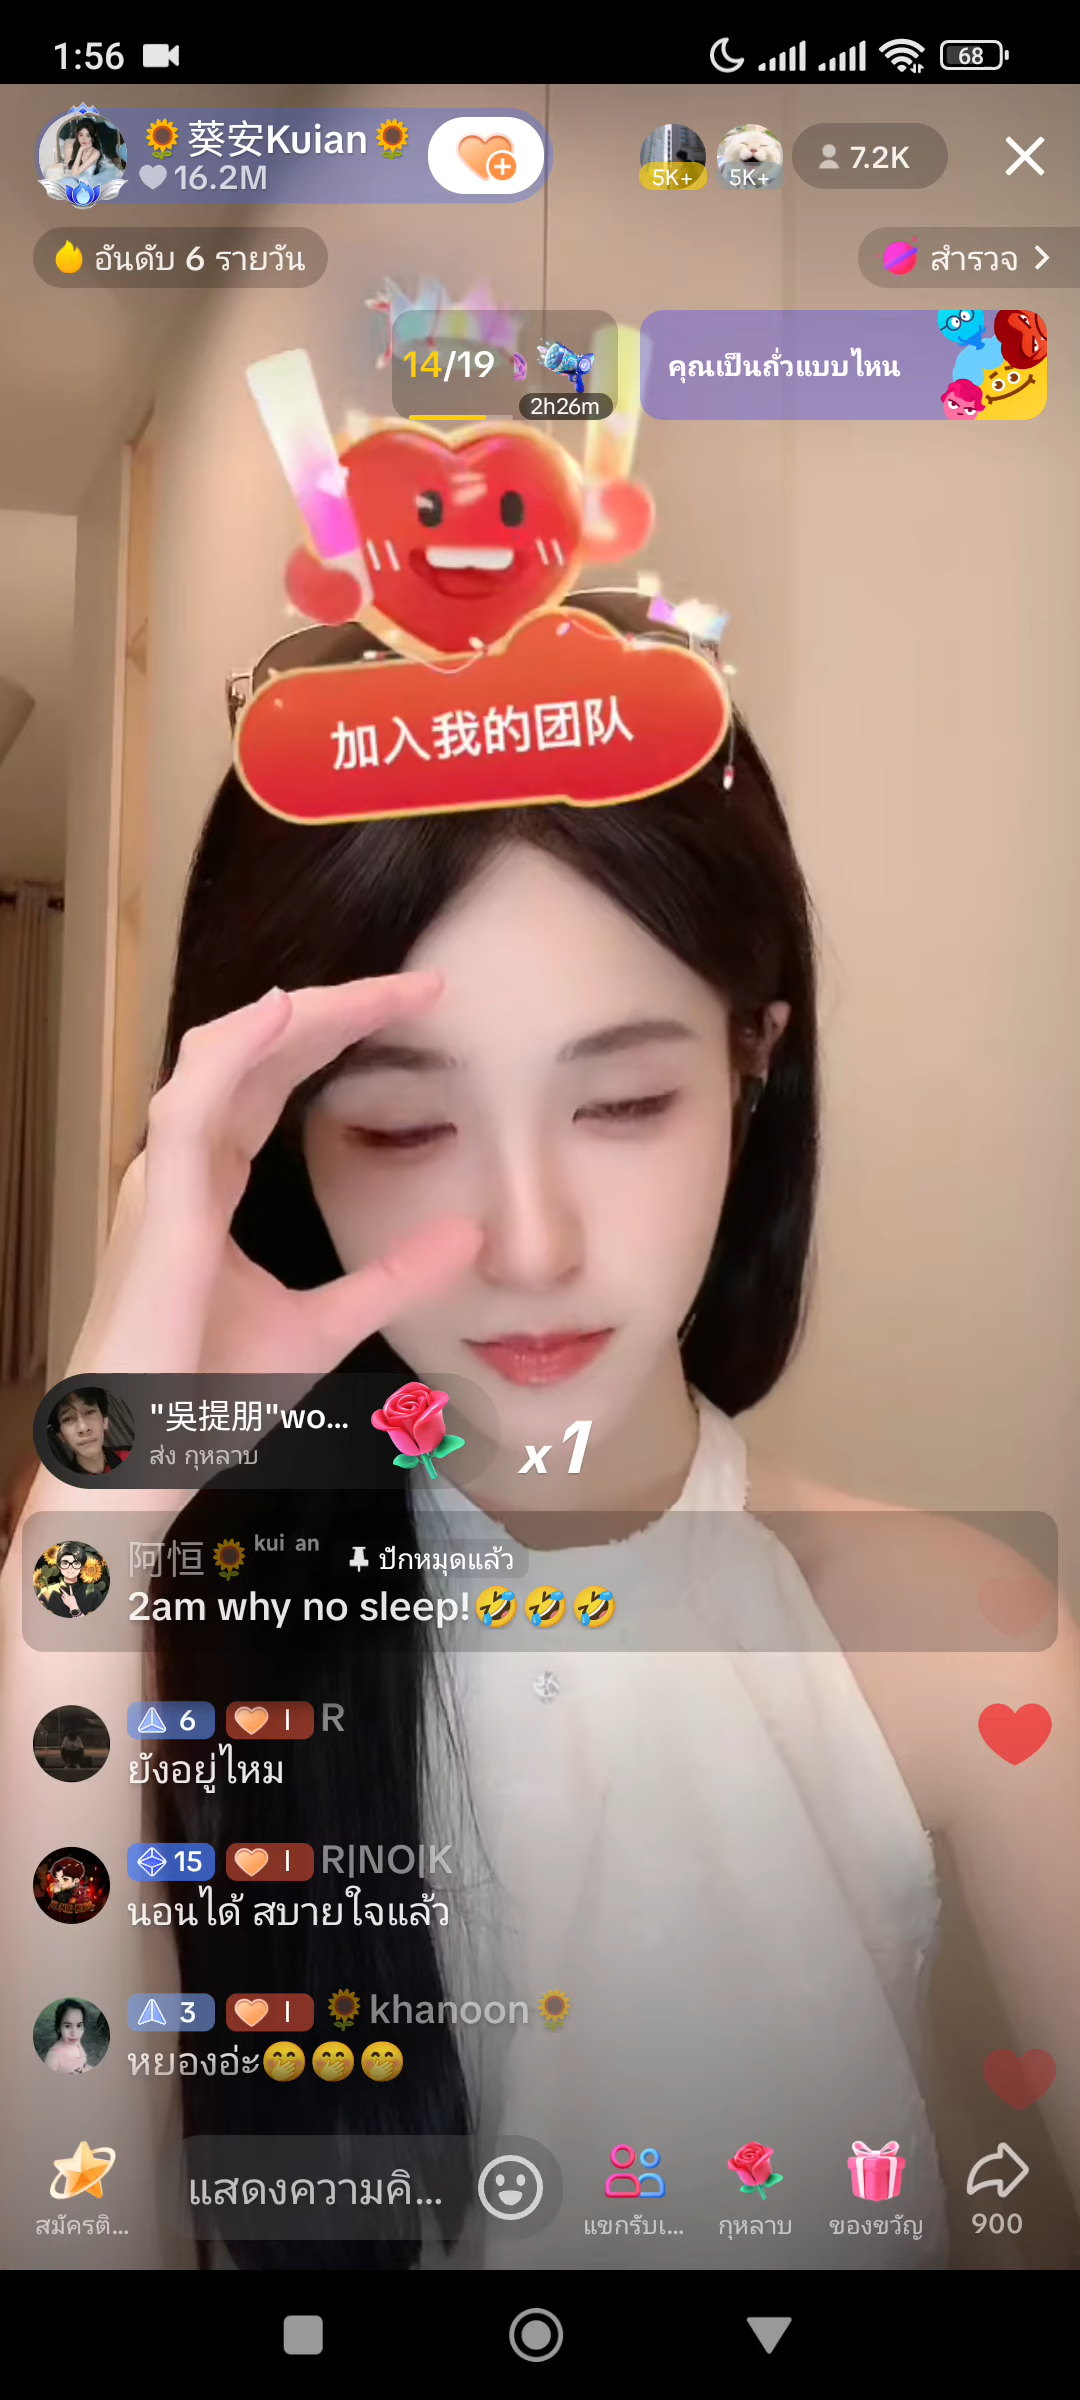 1:56
68
🌻葵安Kuian🌻
16.2M
5K+
5K+
7.2K
อันดับ 6 รายวัน
สำรวจ
14/19
2h26m
คุณเป็นถั่วแบบไหน
加入我的团队
"吳提朋"wo...
ส่ง กุหลาบ
x1
阿恒🌻kui an
ปักหมุดแล้ว
2am why no sleep!🤣🤣🤣
6 I R
ยังอยู่ไหม
15 I R|NO|K
นอนได้ สบายใจแล้ว
3 I 🌻khanoon🌻
หยองอ่ะ🤭🤭🤭
แสดงความคิ...
สมัครติ...
แขกรับเ...
กุหลาบ
ของขวัญ
900